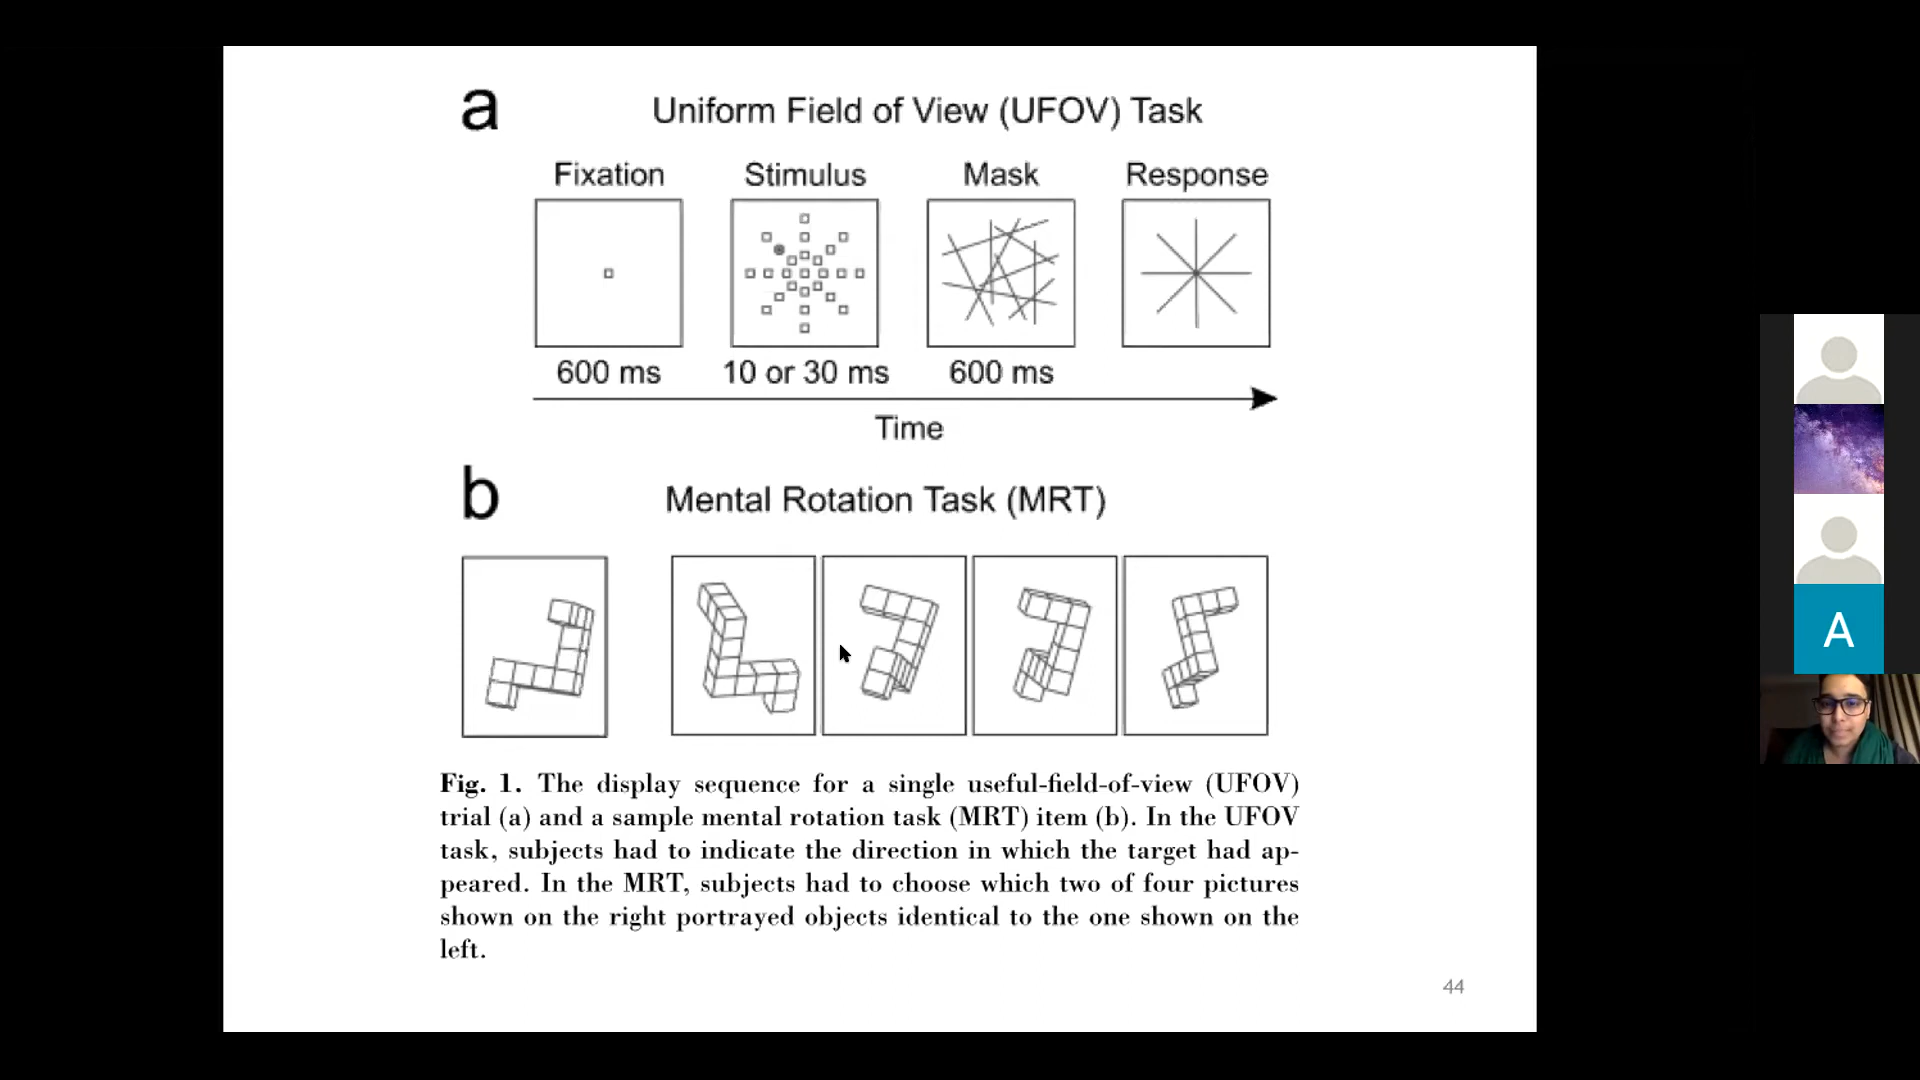 a
Uniform Field of View (UFOV) Task
Fixation Stimulus Mask Response
600 ms 10 or 30 ms 600 ms
Time
b
Mental Rotation Task (MRT)
Fig. 1. The display sequence for a single useful-field-of-view (UFOV)
trial (a) and a sample mental rotation task (MRT) item (b). In the UFOV
task, subjects had to indicate the direction in which the target had ap-
peared. In the MRT, subjects had to choose which two of four pictures
shown on the right portrayed objects identical to the one shown on the
left.
44
A